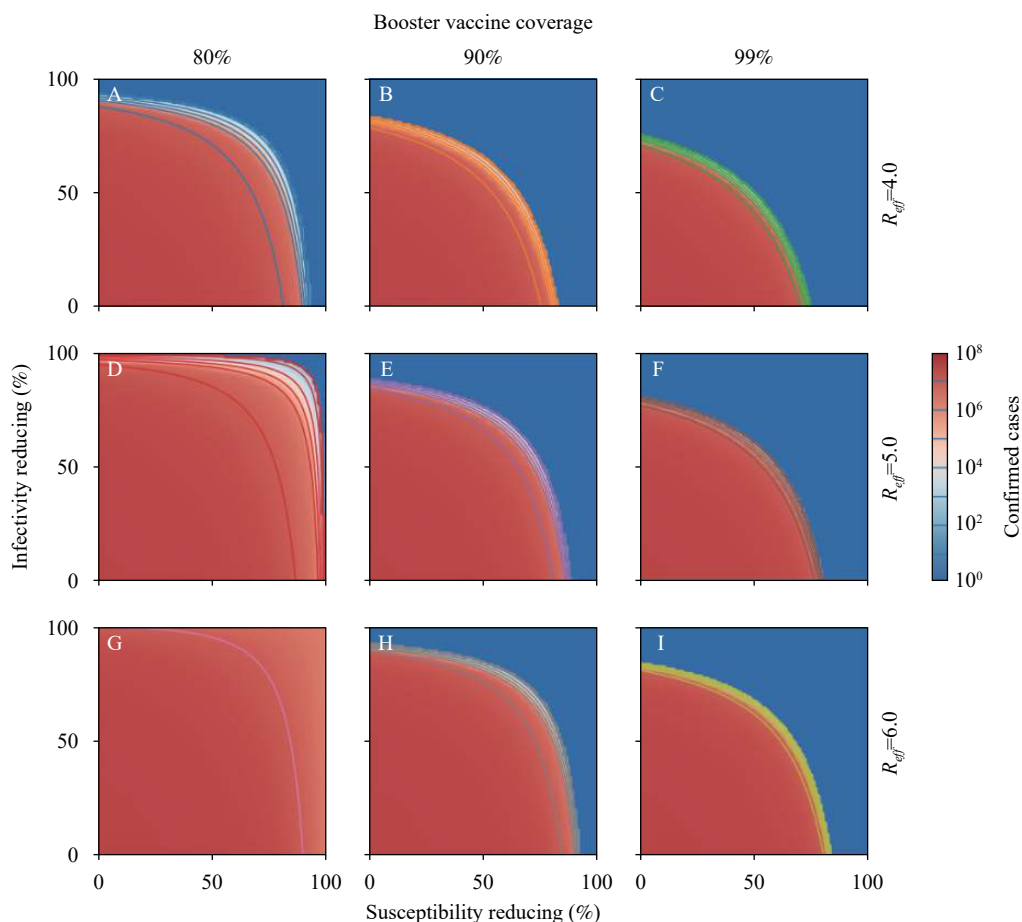 Booster vaccine coverage
80% 90% 99%
100 A B C
50
0
R_eff=4.0
100 D E F
50
0
R_eff=5.0
100 G H I
50
0
R_eff=6.0
0 50 100 0 50 100 0 50 100
Susceptibility reducing (%)
Infectivity reducing (%)
10^8
10^6
10^4
10^2
10^0
Confirmed cases